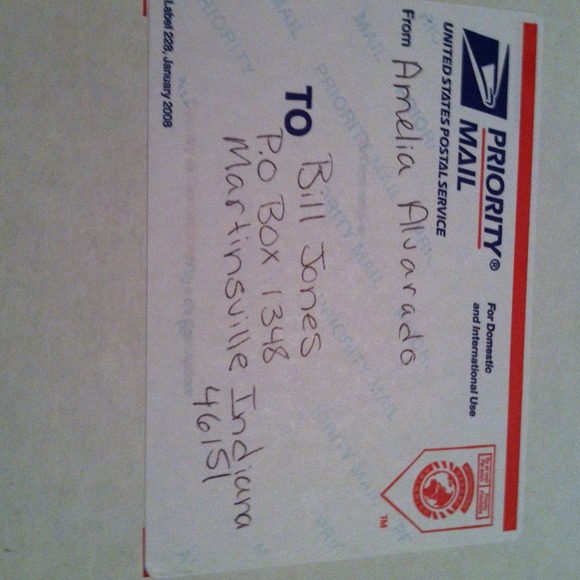 PRIORITY®
MAIL
UNITED STATES POSTAL SERVICE
For Domestic
and International Use
From Amelia Alvarado
TO Bill Jones
P.O Box 1348
Martinsville Indiana
46151
Label 228, January 2008
TM